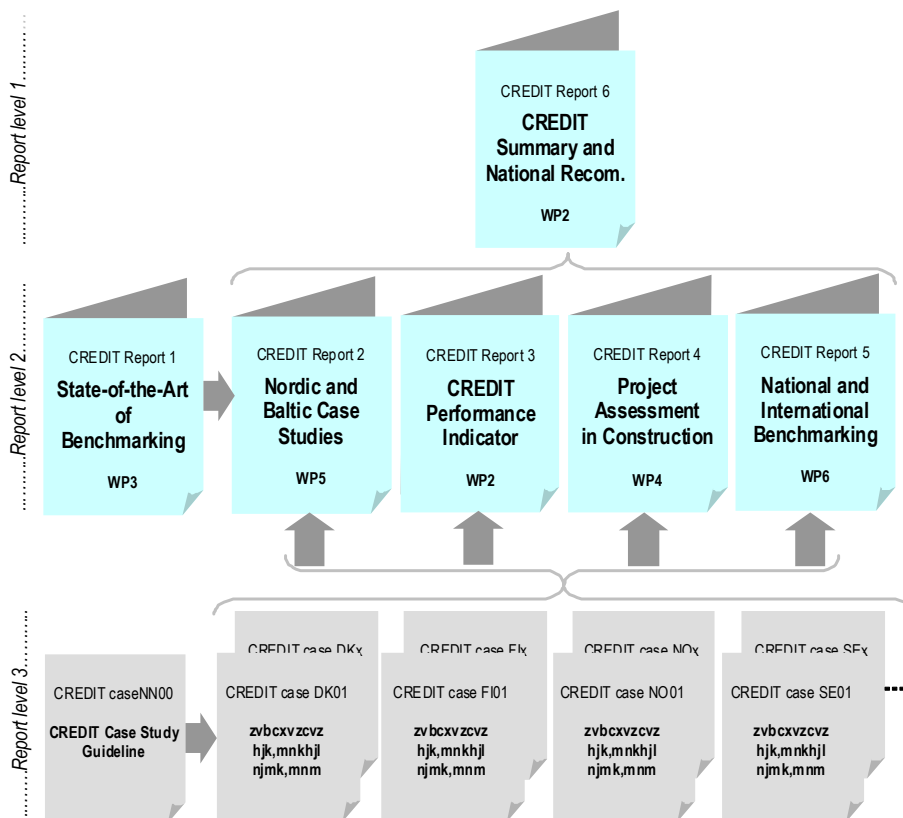 ...........Report level 1...........
CREDIT Report 6
CREDIT
Summary and
National Recom.
WP2
...........Report level 2...........
CREDIT Report 1
State-of-the-Art
of
Benchmarking
WP3
CREDIT Report 2
Nordic and
Baltic Case
Studies
WP5
CREDIT Report 3
CREDIT
Performance
Indicator
WP2
CREDIT Report 4
Project
Assessment
in Construction
WP4
CREDIT Report 5
National and
International
Benchmarking
WP6
........Report level 3...........
CREDIT caseNN00
CREDIT Case Study
Guideline
CREDIT case DKx
CREDIT case DK01
zvbcxvzcvz
hjk,mnkhjl
njmk,mnm
CREDIT case FIx
CREDIT case FI01
zvbcxvzcvz
hjk,mnkhjl
njmk,mnm
CREDIT case NOx
CREDIT case NO01
zvbcxvzcvz
hjk,mnkhjl
njmk,mnm
CREDIT case SEx
CREDIT case SE01
zvbcxvzcvz
hjk,mnkhjl
njmk,mnm